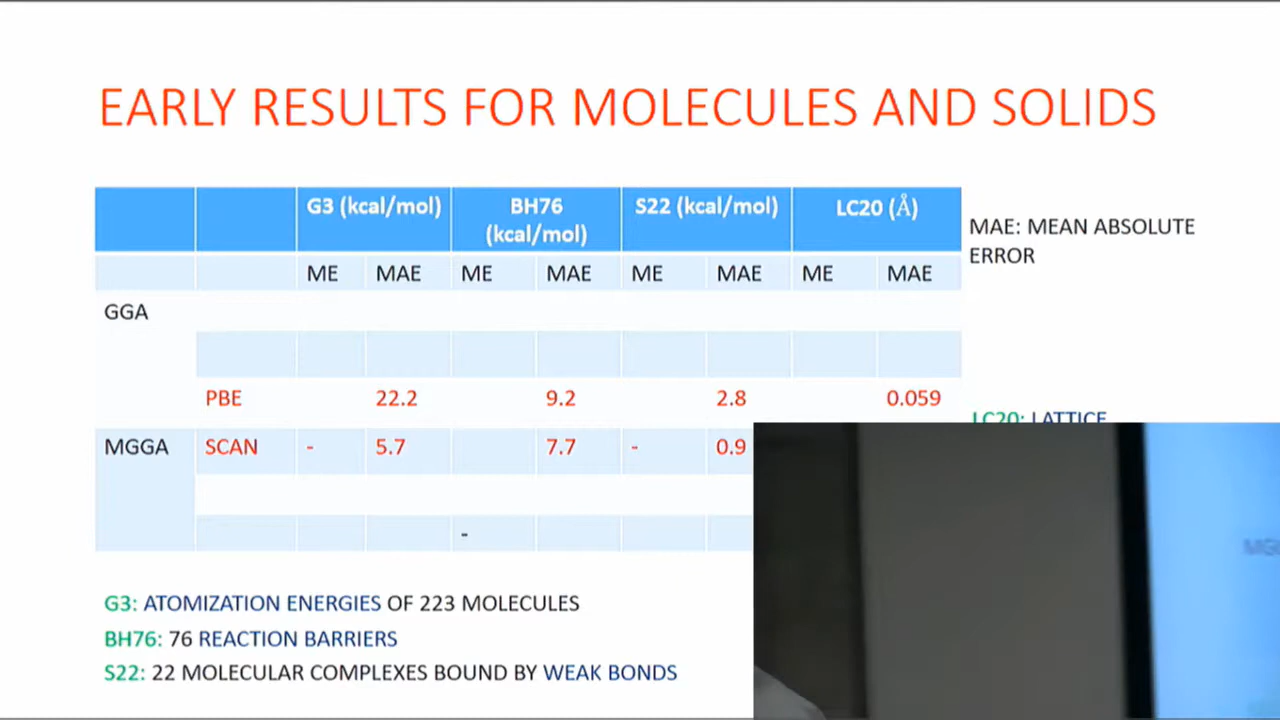 EARLY RESULTS FOR MOLECULES AND SOLIDS
G3 (kcal/mol) BH76 (kcal/mol) S22 (kcal/mol) LC20 (Å)
ME MAE ME MAE ME MAE ME MAE
GGA
PBE 22.2 9.2 2.8 0.059
MGGA SCAN - 5.7 7.7 - 0.9
-
MAE: MEAN ABSOLUTE
ERROR
LC20: LATTICE
G3: ATOMIZATION ENERGIES OF 223 MOLECULES
BH76: 76 REACTION BARRIERS
S22: 22 MOLECULAR COMPLEXES BOUND BY WEAK BONDS